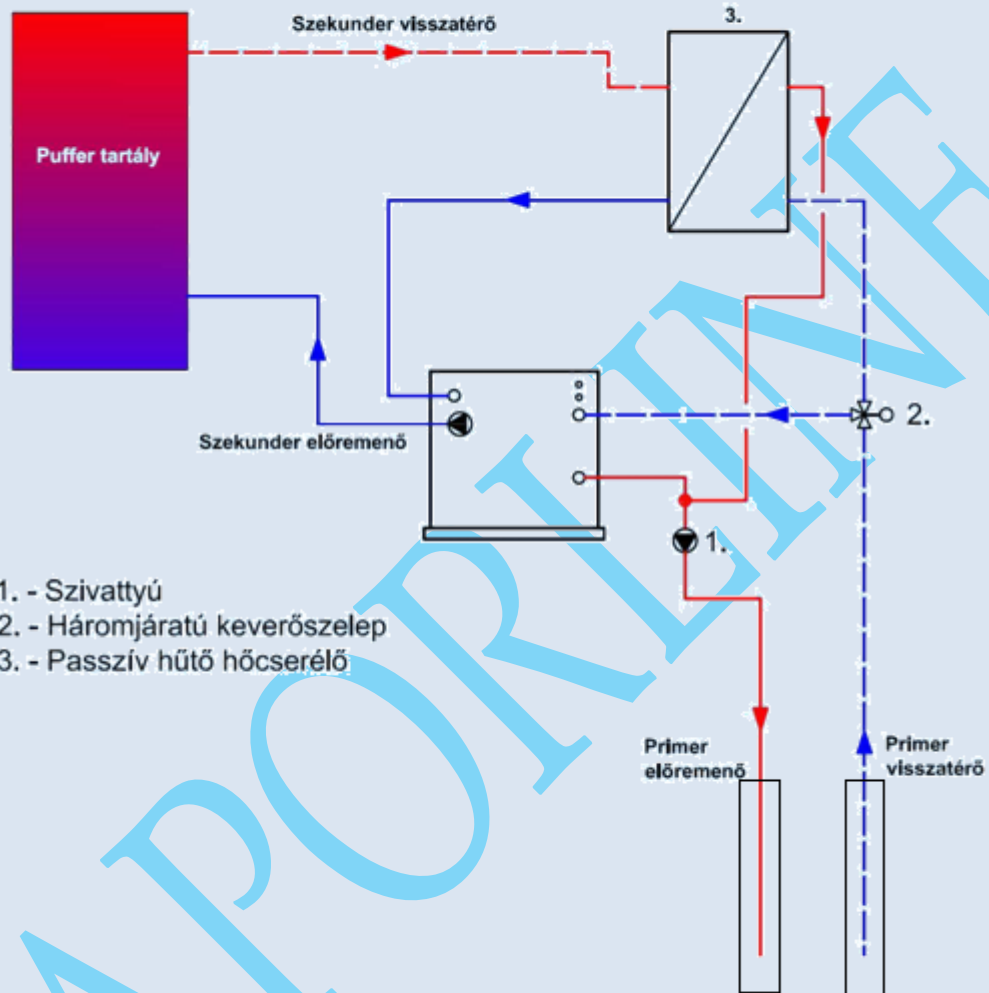 Szekunder visszatérő
3.
Puffer tartály
2.
Szekunder előremenő
1.
1. - Szivattyú
2. - Háromjáratú keverőszelep
3. - Passzív hűtő hőcserélő
Primer
előremenő
Primer
visszatérő
APORLINE